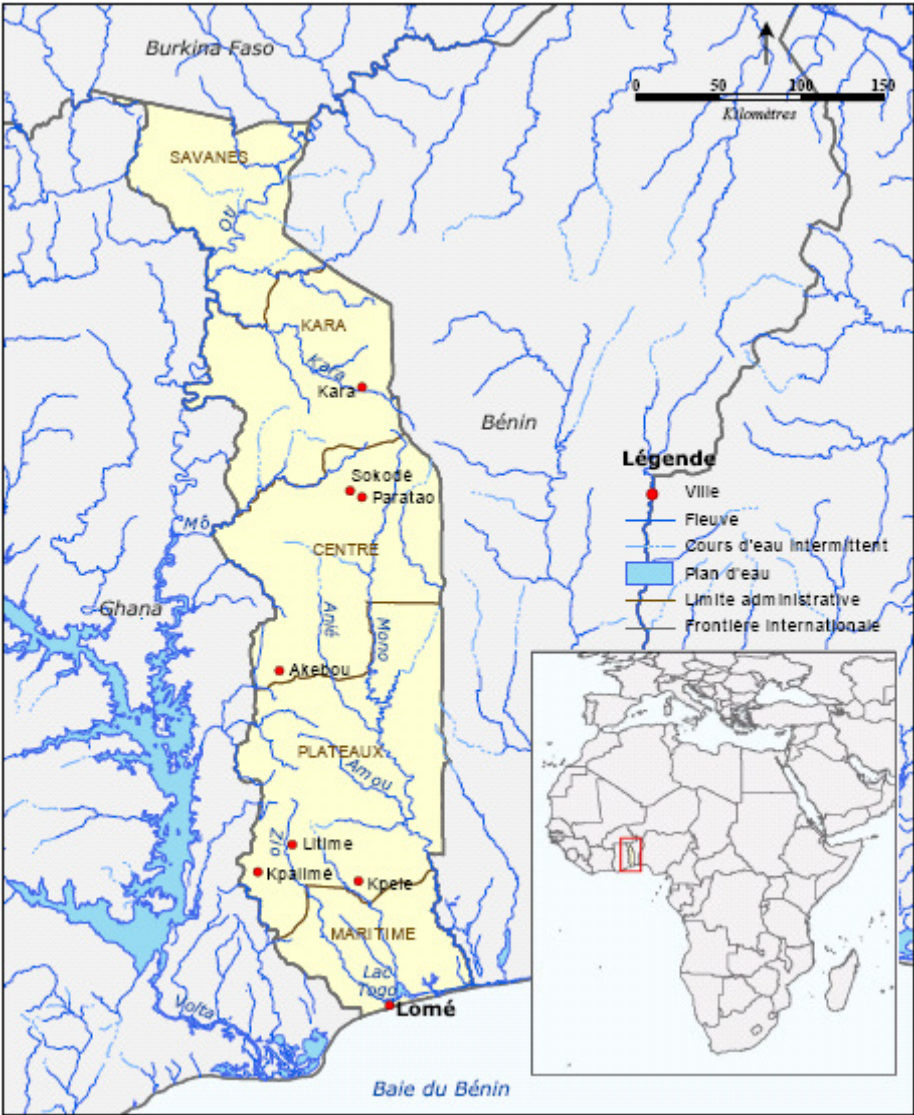 Burkina Faso
0 50 100 150
Kilomètres
SAVANES
Oti
KARA
Kara
Kara
Bénin
Légende
Ville
Fleuve
Cours d'eau Intermittent
Plan d'eau
Limite administrative
Frontière Internationale
Sokodé
Paratao
Mô
CENTRE
Ghana
Anié
Mono
Akebou
PLATEAUX
Amou
Zio
Litime
Kpalimé
Kpele
MARITIME
Lac
Togo
Lomé
Volta
Baie du Bénin